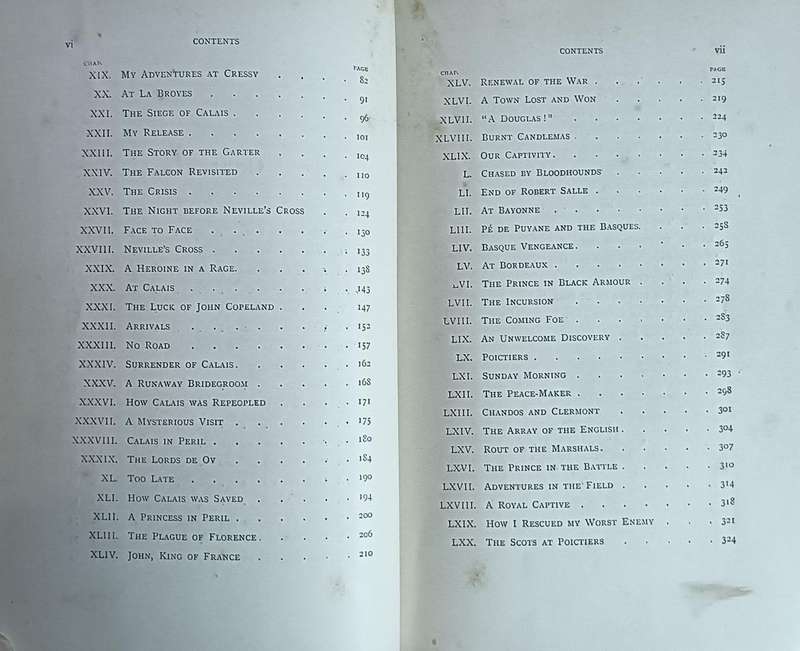 vi CONTENTS
CHAP. PAGE
XIX. MY ADVENTURES AT CRESSY . . . . 82
XX. AT LA BROYES . . . . . . . 91
XXI. THE SIEGE OF CALAIS . . . . . . 96
XXII. MY RELEASE . . . . . . . . 101
XXIII. THE STORY OF THE GARTER . . . . 104
XXIV. THE FALCON REVISITED . . . . . 110
XXV. THE CRISIS . . . . . . . . 119
XXVI. THE NIGHT BEFORE NEVILLE'S CROSS . . 124
XXVII. FACE TO FACE . . . . . . . 130
XXVIII. NEVILLE'S CROSS . . . . . . . 133
XXIX. A HEROINE IN A RAGE. . . . . . 138
XXX. AT CALAIS . . . . . . . . 143
XXXI. THE LUCK OF JOHN COPELAND . . . . 147
XXXII. ARRIVALS . . . . . . . . 152
XXXIII. NO ROAD . . . . . . . . 157
XXXIV. SURRENDER OF CALAIS. . . . . . 162
XXXV. A RUNAWAY BRIDEGROOM . . . . . 168
XXXVI. HOW CALAIS WAS REPEOPLED . . . . 171
XXXVII. A MYSTERIOUS VISIT . . . . . . 175
XXXVIII. CALAIS IN PERIL . . . . . . . 180
XXXIX. THE LORDS DE OV . . . . . . 184
XL. TOO LATE . . . . . . . . 190
XLI. HOW CALAIS WAS SAVED . . . . . 194
XLII. A PRINCESS IN PERIL . . . . . . 200
XLIII. THE PLAGUE OF FLORENCE. . . . . 206
XLIV. JOHN, KING OF FRANCE . . . . . 210
CONTENTS vii
CHAP. PAGE
XLV. RENEWAL OF THE WAR . . . . . . 215
XLVI. A TOWN LOST AND WON . . . . . 219
XLVII. "A DOUGLAS!" . . . . . . . 224
XLVIII. BURNT CANDLEMAS . . . . . . . 230
XLIX. OUR CAPTIVITY. . . . . . . . 234
L. CHASED BY BLOODHOUNDS . . . . . 242
LI. END OF ROBERT SALLE . . . . . . 249
LII. AT BAYONNE . . . . . . . . 253
LIII. PÉ DE PUYANE AND THE BASQUES. . . . 258
LIV. BASQUE VENGEANCE. . . . . . . 265
LV. AT BORDEAUX . . . . . . . . 271
LVI. THE PRINCE IN BLACK ARMOUR . . . . 274
LVII. THE INCURSION . . . . . . . 278
LVIII. THE COMING FOE . . . . . . . 283
LIX. AN UNWELCOME DISCOVERY . . . . . 287
LX. POICTIERS . . . . . . . . . 291
LXI. SUNDAY MORNING . . . . . . . 293
LXII. THE PEACE-MAKER . . . . . . . 298
LXIII. CHANDOS AND CLERMONT . . . . . 301
LXIV. THE ARRAY OF THE ENGLISH . . . . . 304
LXV. ROUT OF THE MARSHALS. . . . . . 307
LXVI. THE PRINCE IN THE BATTLE . . . . . 310
LXVII. ADVENTURES IN THE FIELD . . . . . 314
LXVIII. A ROYAL CAPTIVE . . . . . . . 318
LXIX. HOW I RESCUED MY WORST ENEMY . . . 321
LXX. THE SCOTS AT POICTIERS . . . . . 324